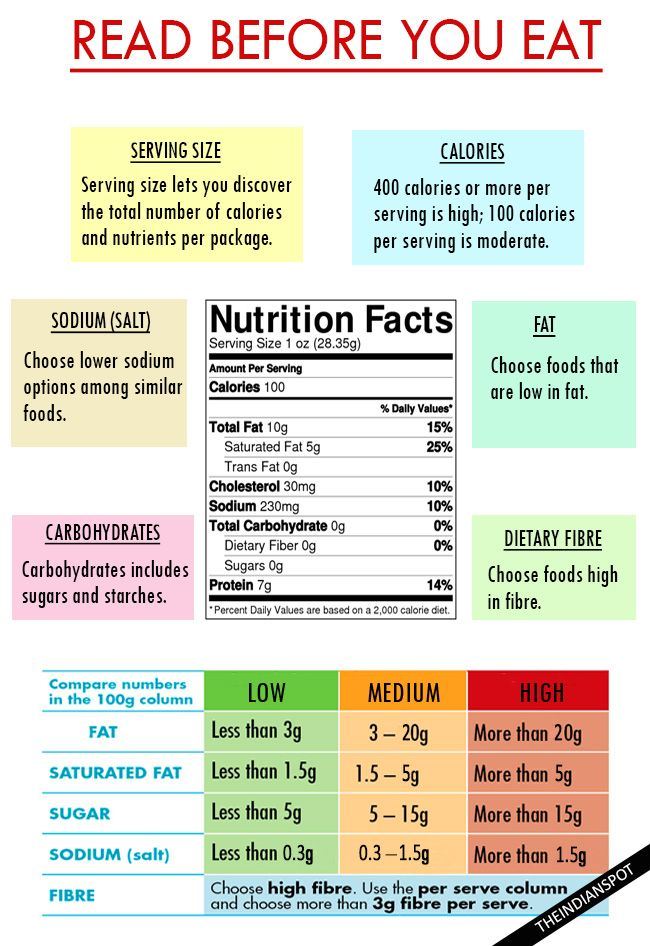 READ BEFORE YOU EAT
SERVING SIZE
Serving size lets you discover
the total number of calories
and nutrients per package.
CALORIES
400 calories or more per
serving is high; 100 calories
per serving is moderate.
SODIUM (SALT)
Choose lower sodium
options among similar
foods.
Nutrition Facts
Serving Size 1 oz (28.35g)
Amount Per Serving
Calories 100
% Daily Values*
Total Fat 10g 15%
Saturated Fat 5g 25%
Trans Fat 0g
Cholesterol 30mg 10%
Sodium 230mg 10%
Total Carbohydrate 0g 0%
Dietary Fiber 0g 0%
Sugars 0g
Protein 7g 14%
*Percent Daily Values are based on a 2,000 calorie diet.
FAT
Choose foods that
are low in fat.
CARBOHYDRATES
Carbohydrates includes
sugars and starches.
DIETARY FIBRE
Choose foods high
in fibre.
Compare numbers
in the 100g column
LOW MEDIUM HIGH
FAT Less than 3g 3 – 20g More than 20g
SATURATED FAT Less than 1.5g 1.5 – 5g More than 5g
SUGAR Less than 5g 5 – 15g More than 15g
SODIUM (salt) Less than 0.3g 0.3 –1.5g More than 1.5g
FIBRE Choose high fibre. Use the per serve column
and choose more than 3g fibre per serve.
THEINDIANSPOT